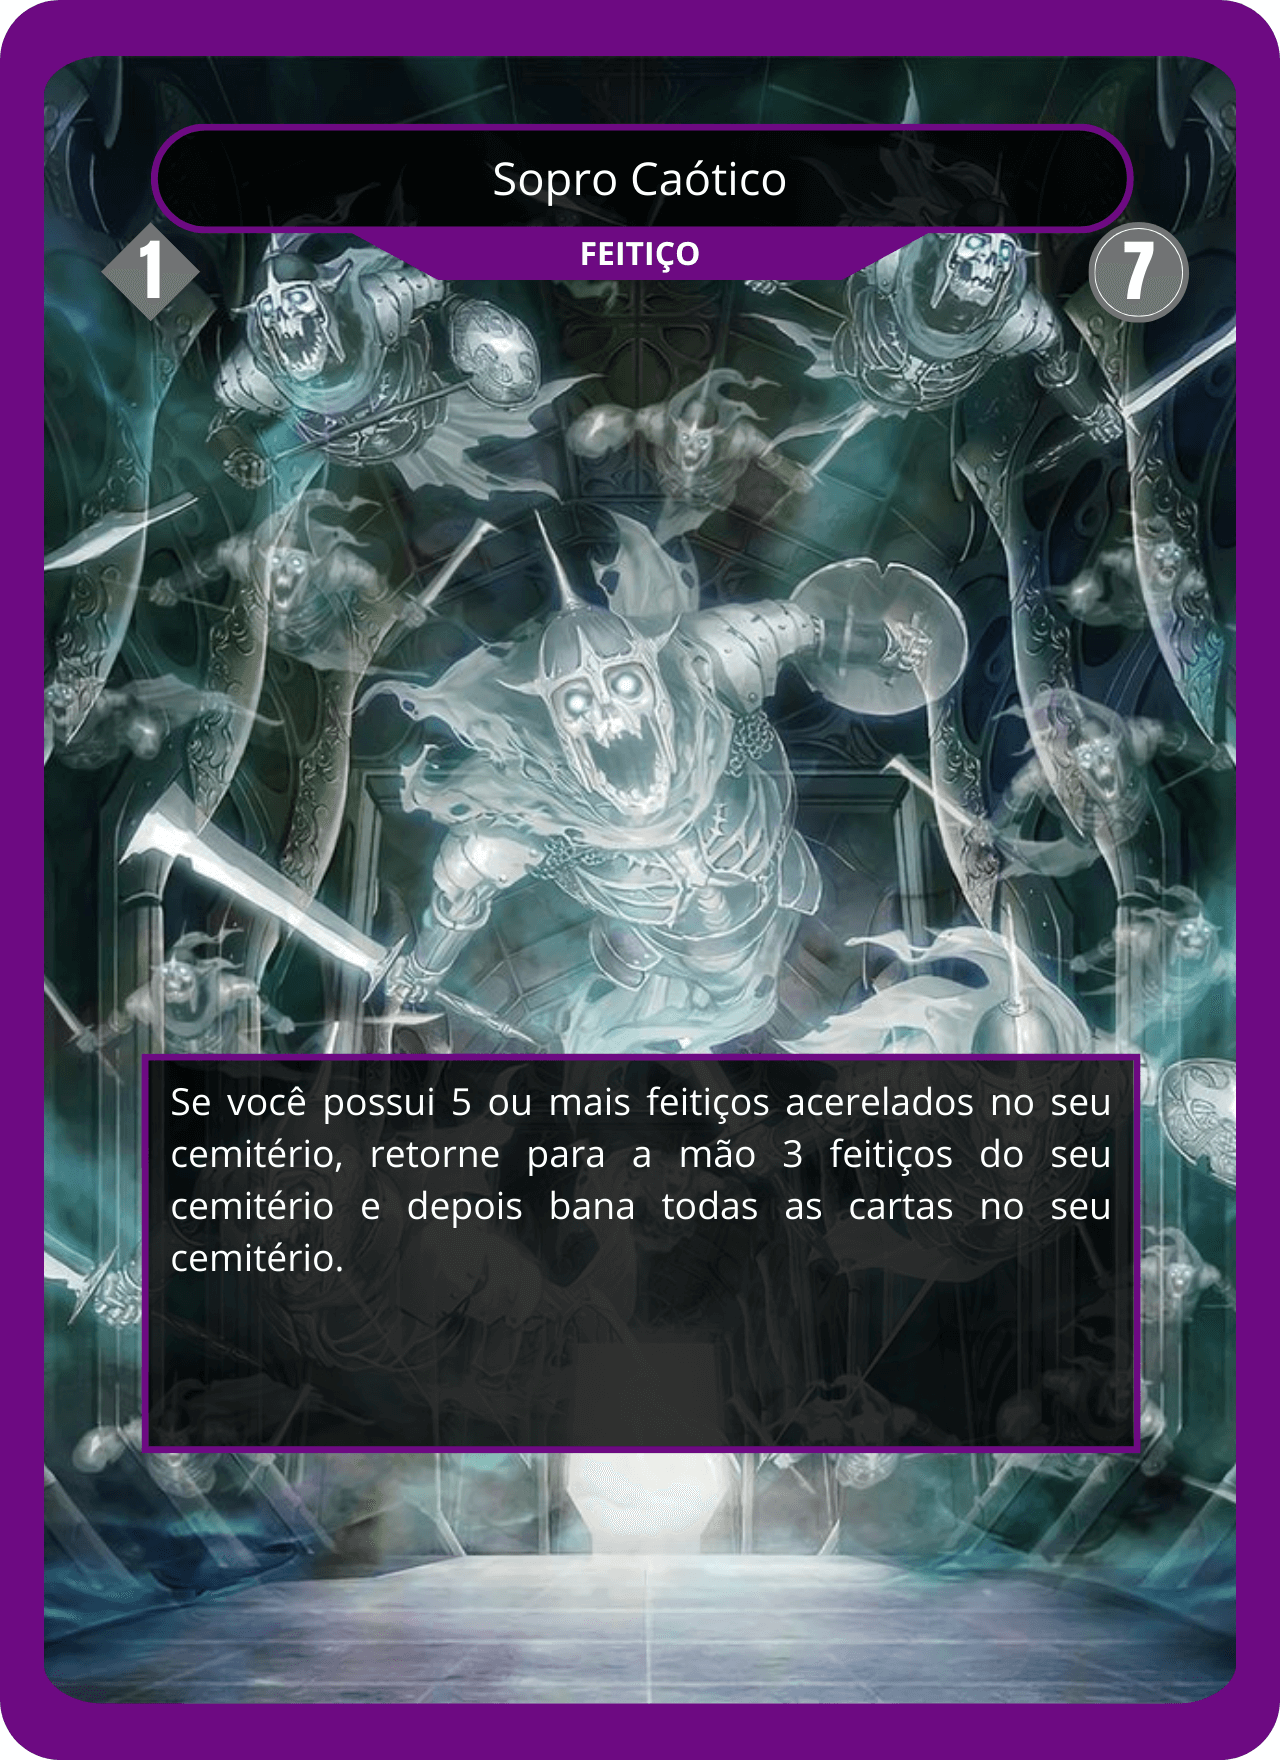 Sopro Caótico
FEITIÇO
1
7
Se você possui 5 ou mais feitiços acerelados no seu
cemitério, retorne para a mão 3 feitiços do seu
cemitério e depois bana todas as cartas no seu
cemitério.